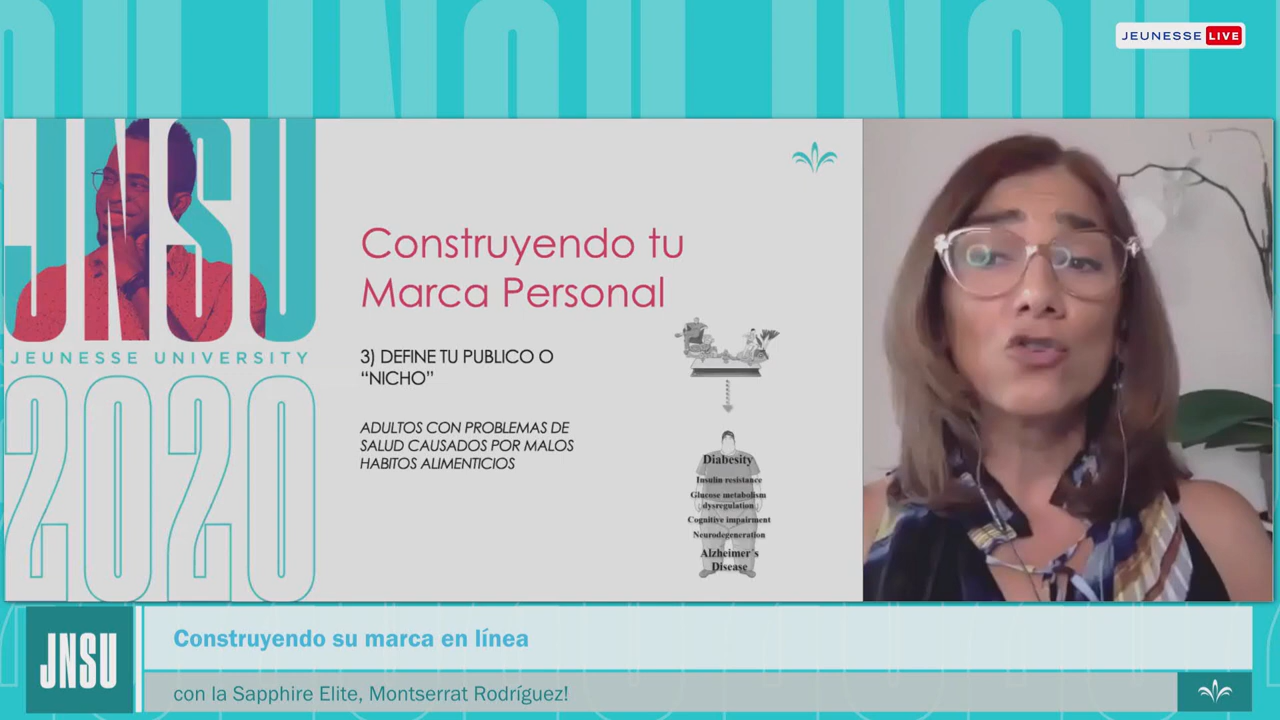 JEUNESSE LIVE
JNSU
JEUNESSE UNIVERSITY
2020
Construyendo tu
Marca Personal
3) DEFINE TU PUBLICO O
“NICHO”
ADULTOS CON PROBLEMAS DE
SALUD CAUSADOS POR MALOS
HABITOS ALIMENTICIOS
Diabesity
Insulin resistance
Glucose metabolism
dysregulation
Cognitive impairment
Neurodegeneration
Alzheimer´s
Disease
JNSU
Construyendo su marca en línea
con la Sapphire Elite, Montserrat Rodríguez!